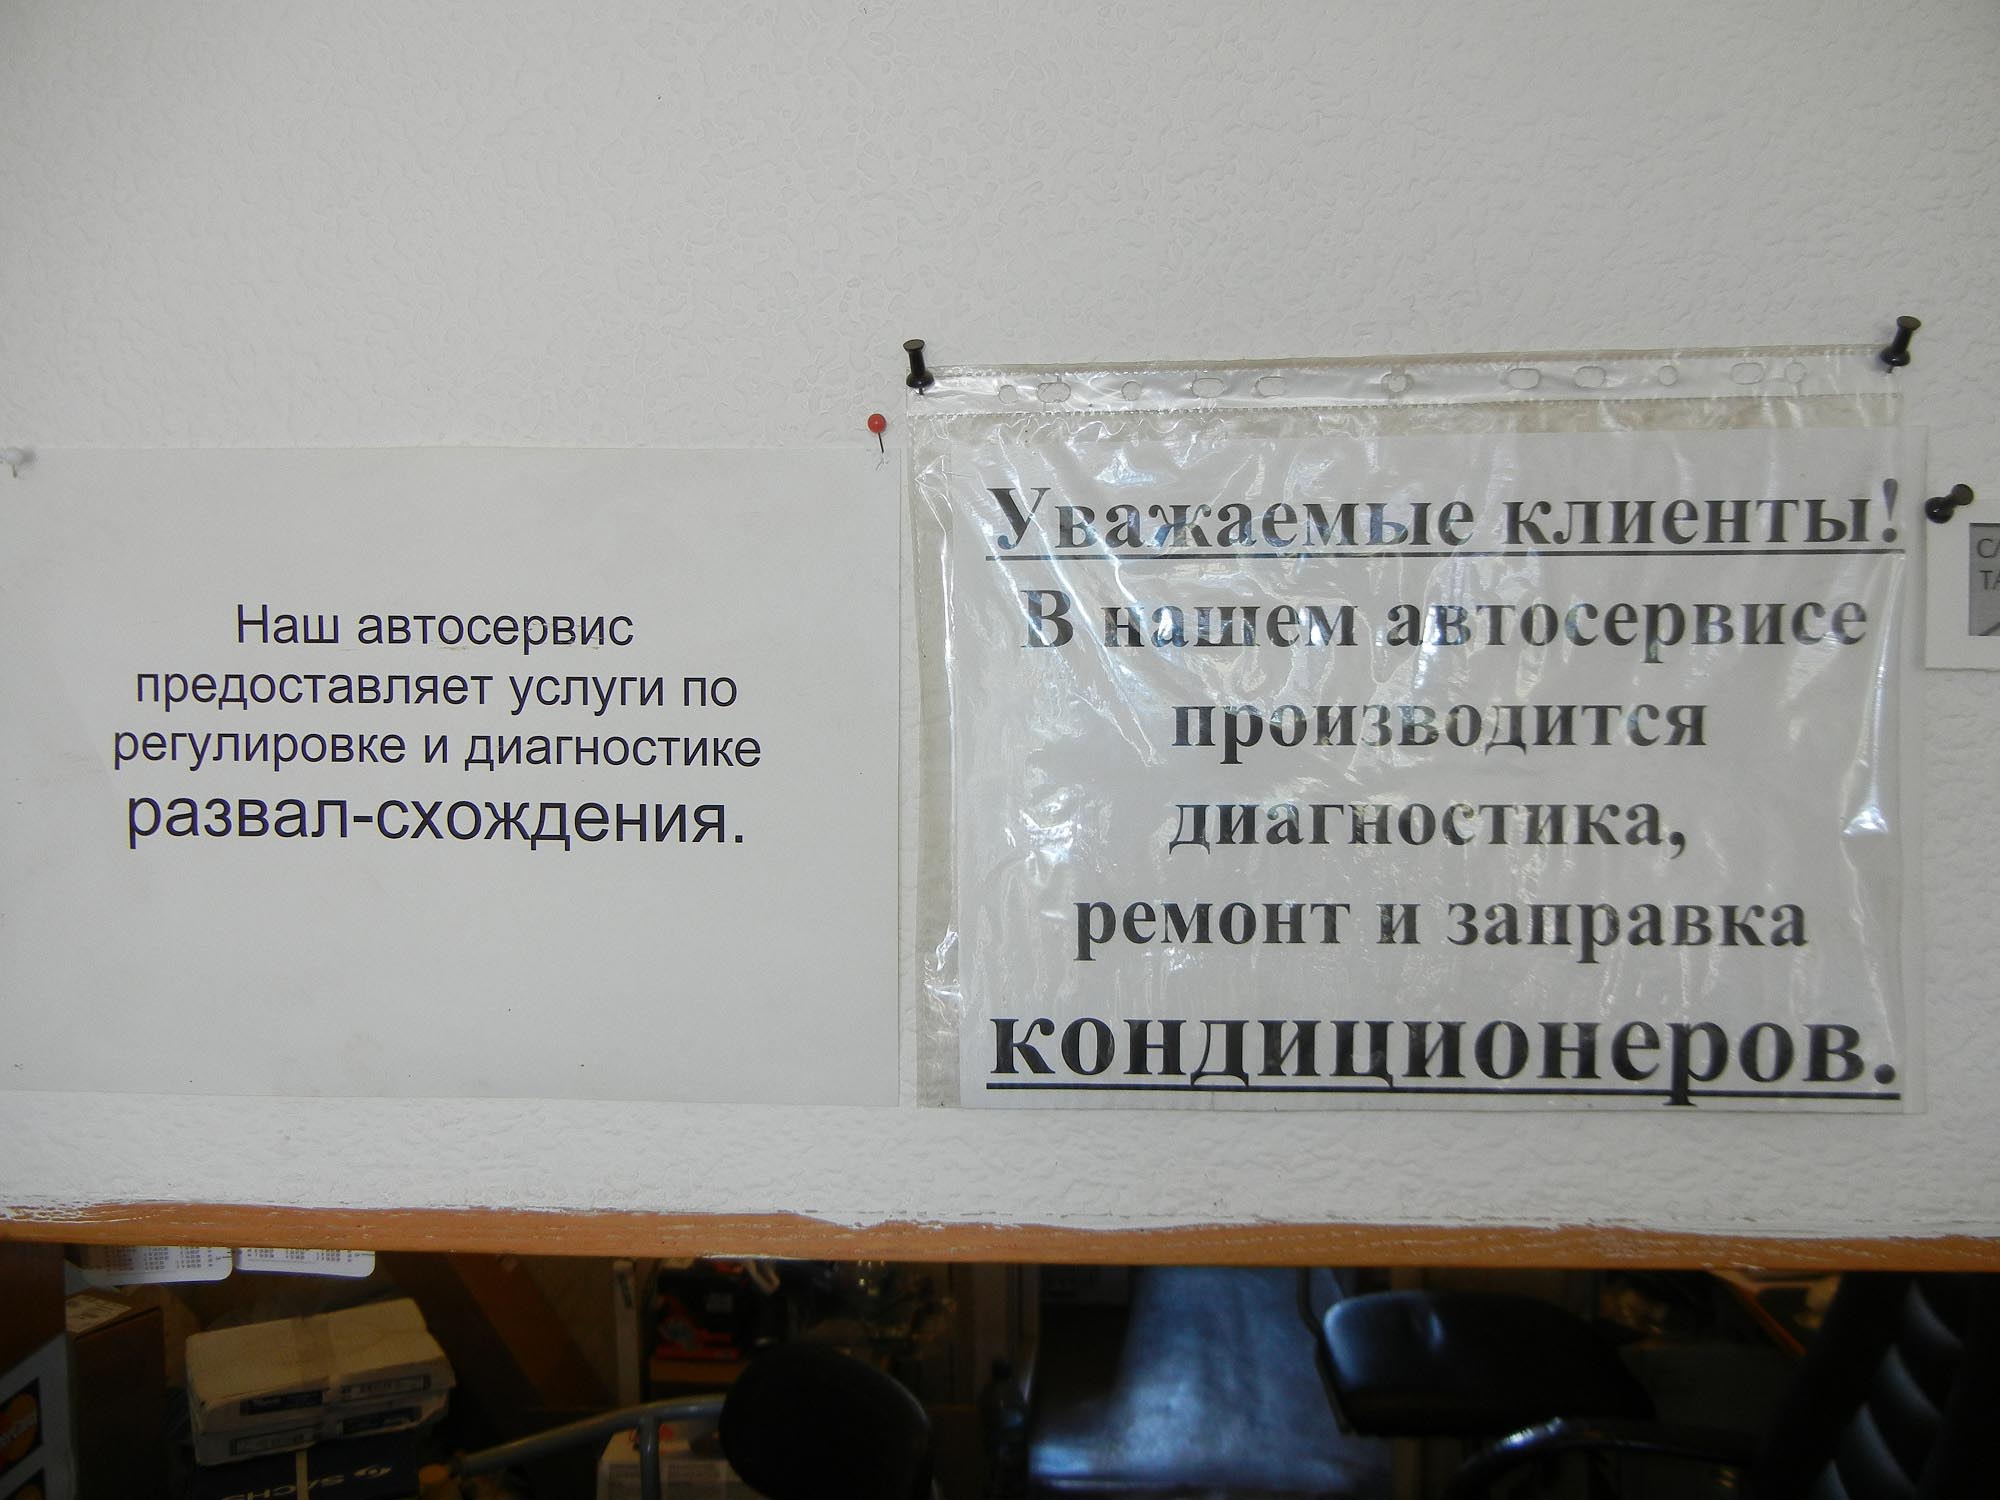 Наш автосервис
предоставляет услуги по
регулировке и диагностике
развал-схождения.
Уважаемые клиенты!
В нашем автосервисе
производится
диагностика,
ремонт и заправка
кондиционеров.